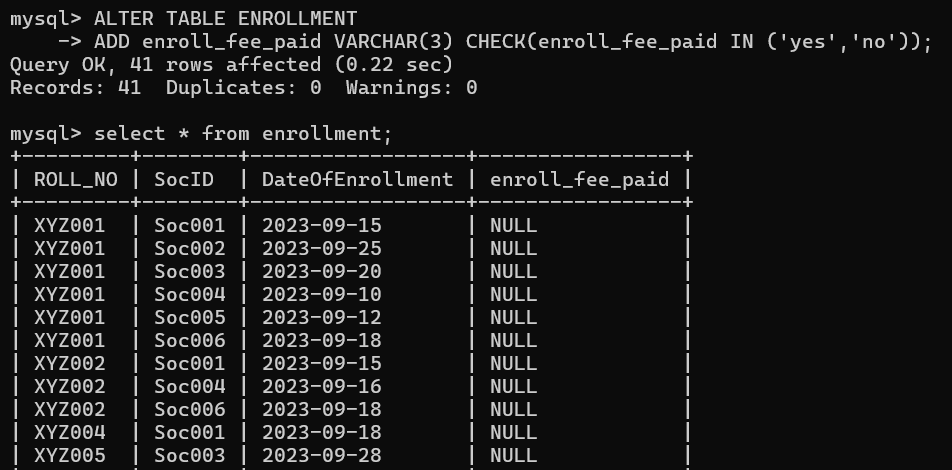 mysql> ALTER TABLE ENROLLMENT
    -> ADD enroll_fee_paid VARCHAR(3) CHECK(enroll_fee_paid IN ('yes','no'));
Query OK, 41 rows affected (0.22 sec)
Records: 41  Duplicates: 0  Warnings: 0
mysql> select * from enrollment;
+---------+--------+------------------+-----------------+
| ROLL_NO | SocID  | DateOfEnrollment | enroll_fee_paid |
+---------+--------+------------------+-----------------+
| XYZ001  | Soc001 | 2023-09-15       | NULL            |
| XYZ001  | Soc002 | 2023-09-25       | NULL            |
| XYZ001  | Soc003 | 2023-09-20       | NULL            |
| XYZ001  | Soc004 | 2023-09-10       | NULL            |
| XYZ001  | Soc005 | 2023-09-12       | NULL            |
| XYZ001  | Soc006 | 2023-09-18       | NULL            |
| XYZ002  | Soc001 | 2023-09-15       | NULL            |
| XYZ002  | Soc004 | 2023-09-16       | NULL            |
| XYZ002  | Soc006 | 2023-09-18       | NULL            |
| XYZ004  | Soc001 | 2023-09-18       | NULL            |
| XYZ005  | Soc003 | 2023-09-28       | NULL            |